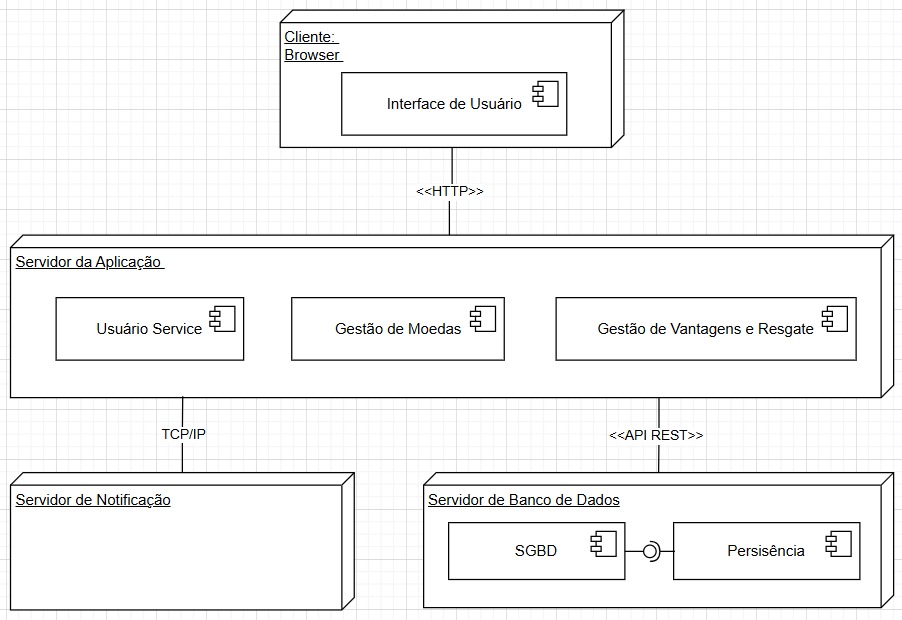 Cliente:
Browser
Interface de Usuário
<<HTTP>>
Servidor da Aplicação
Usuário Service
Gestão de Moedas
Gestão de Vantagens e Resgate
TCP/IP
<<API REST>>
Servidor de Notificação
Servidor de Banco de Dados
SGBD
Persisência